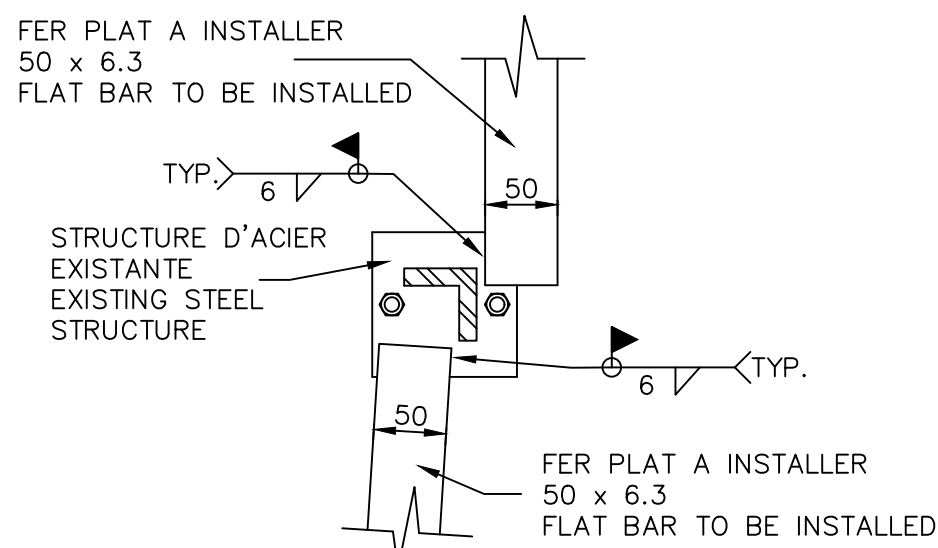 FER PLAT A INSTALLER
50 x 6.3
FLAT BAR TO BE INSTALLED
TYP.
6
50
STRUCTURE D'ACIER
EXISTANTE
EXISTING STEEL
STRUCTURE
6
TYP.
50
FER PLAT A INSTALLER
50 x 6.3
FLAT BAR TO BE INSTALLED